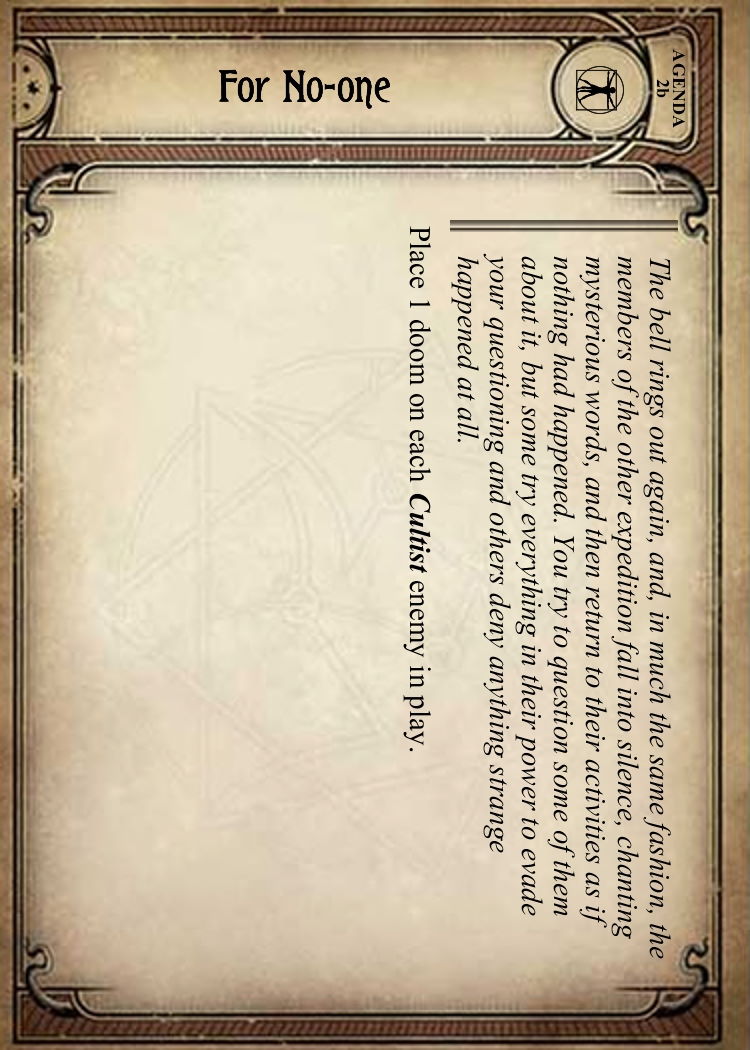 AGENDA
2b
For No-one
The bell rings out again, and, in much the same fashion, the
members of the other expedition fall into silence, chanting
mysterious words, and then return to their activities as if
nothing had happened. You try to question some of them
about it, but some try everything in their power to evade
your questioning and others deny anything strange
happened at all.
Place 1 doom on each Cultist enemy in play.